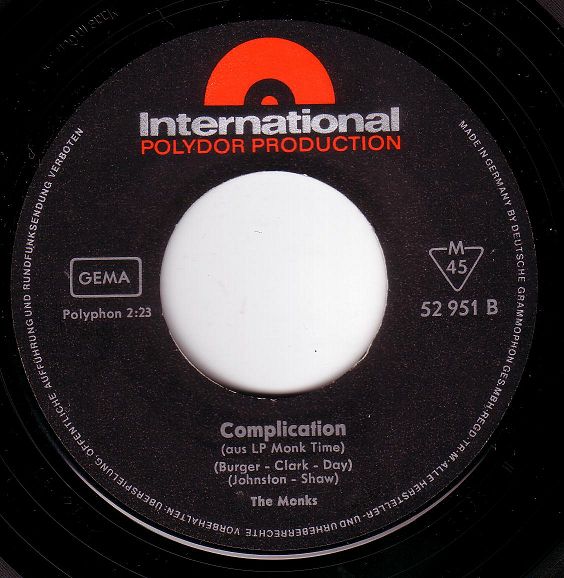 International
POLYDOR PRODUCTION
GEMA
Polyphon 2:23
M
45
52 951 B
Complication
(aus LP Monk Time)
(Burger - Clark - Day)
(Johnston - Shaw)
The Monks
MADE IN GERMANY BY DEUTSCHE GRAMMOPHON GES.MBH·REGD·TR·M·ALLE HERSTELLER- UND URHEBERRECHTE VORBEHALTEN·ÜBERSPIELUNG, ÖFFENTLICHE AUFFÜHRUNG UND RUNDFUNKSENDUNG VERBOTEN